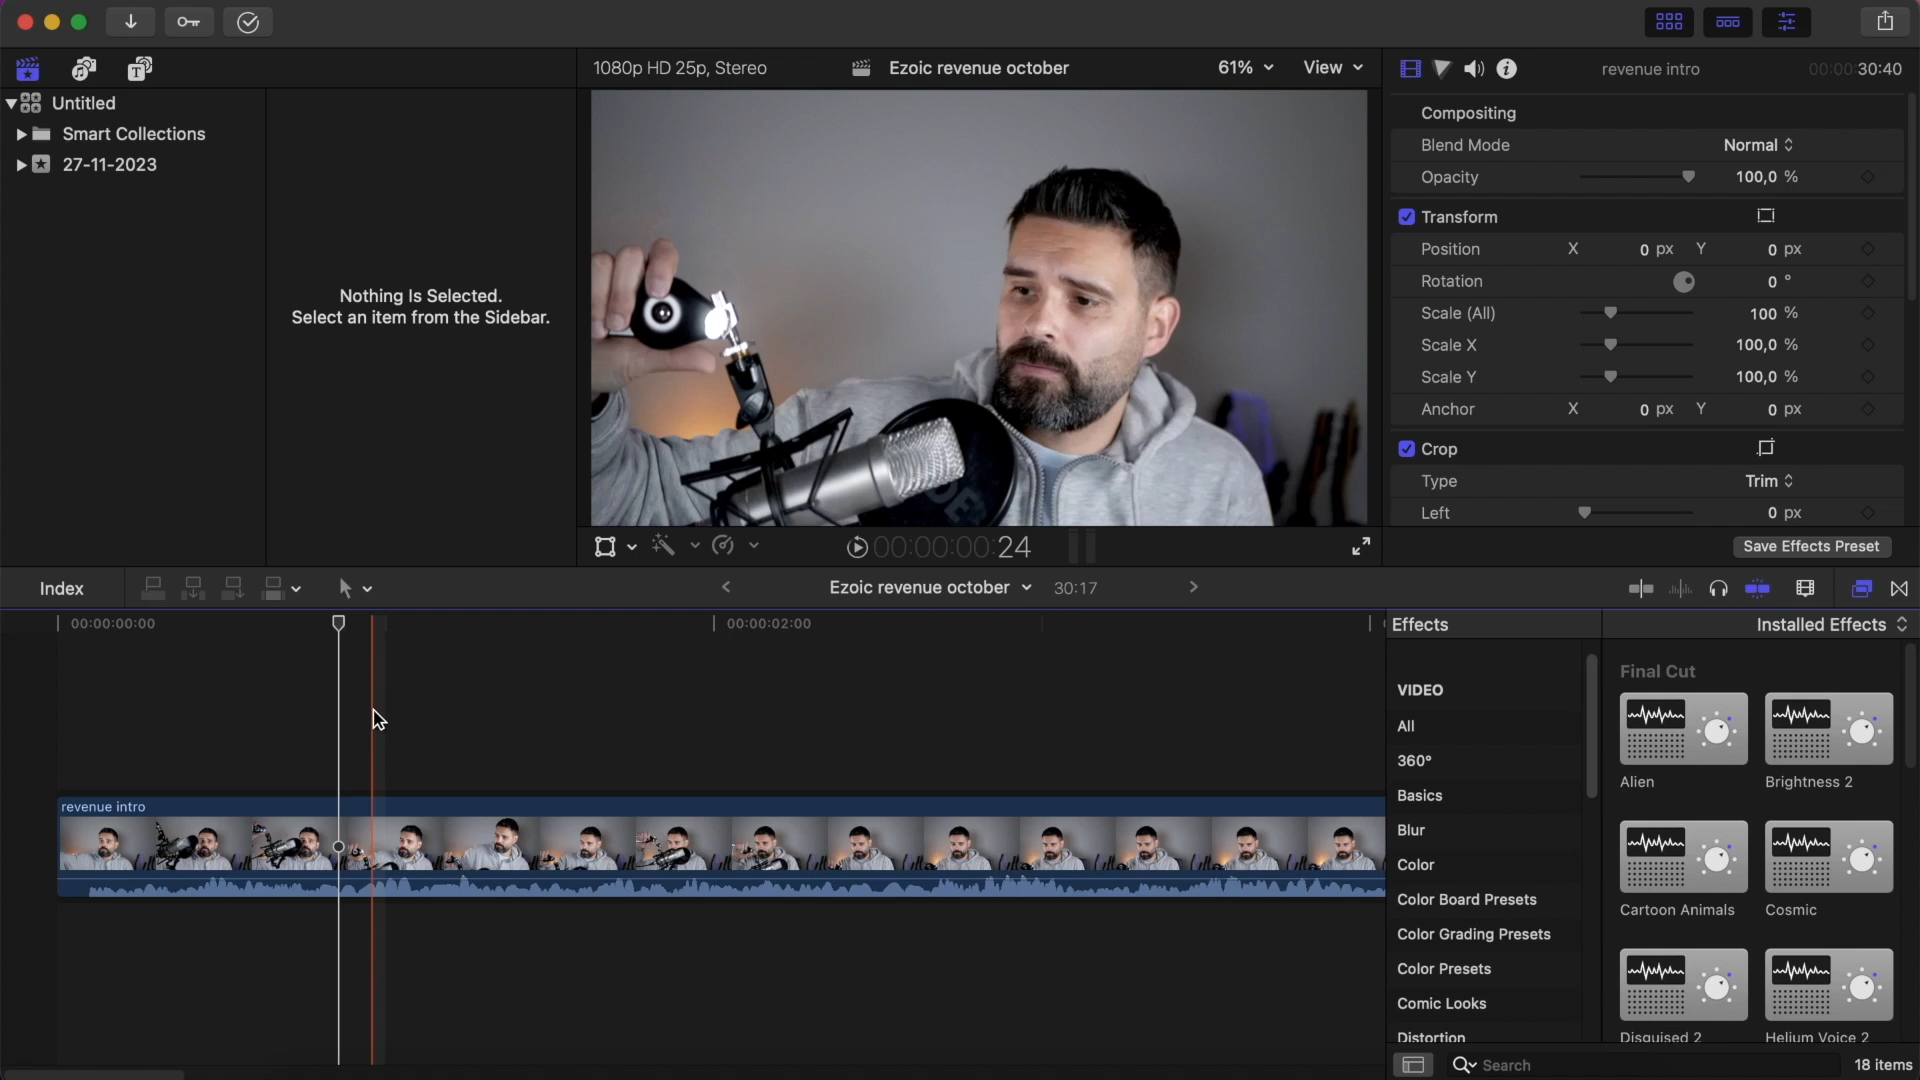 1080p HD 25p, Stereo
Ezoic revenue october
61%
View
revenue intro
00:00:30:40
Untitled
Smart Collections
27-11-2023
Nothing Is Selected.
Select an item from the Sidebar.
Compositing
Blend Mode
Normal
Opacity
100,0 %
Transform
Position
X
0 px
Y
0 px
Rotation
0 °
Scale (All)
100 %
Scale X
100,0 %
Scale Y
100,0 %
Anchor
X
0 px
Y
0 px
Crop
Type
Trim
Left
0 px
00:00:00:24
Save Effects Preset
Index
Ezoic revenue october
30:17
00:00:00:00
00:00:02:00
revenue intro
Effects
Installed Effects
VIDEO
All
360°
Basics
Blur
Color
Color Board Presets
Color Grading Presets
Color Presets
Comic Looks
Distortion
Final Cut
Alien
Brightness 2
Cartoon Animals
Cosmic
Disguised 2
Helium Voice 2
Search
18 items